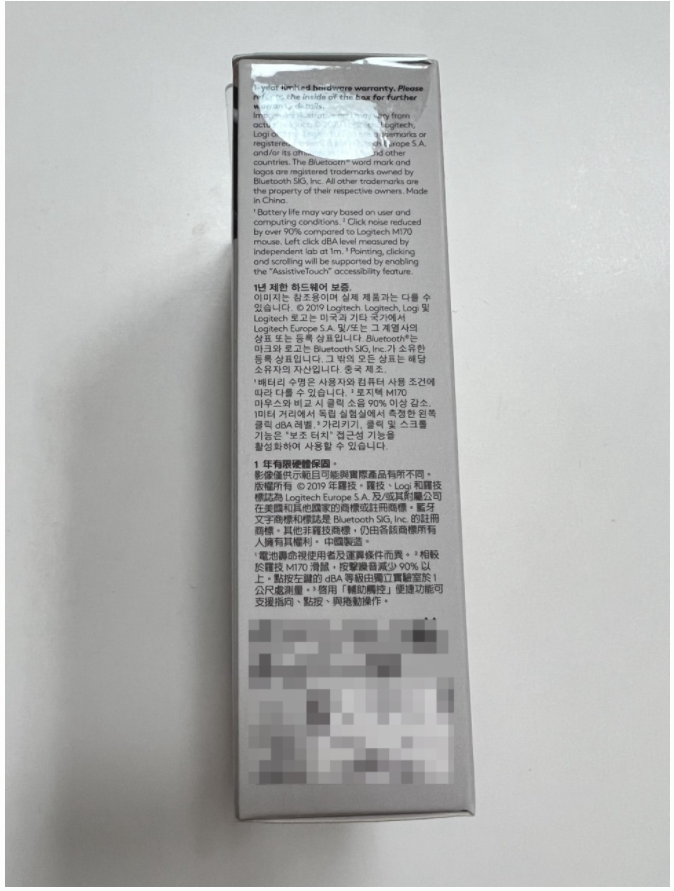 1-year limited hardware warranty. Please
refer to the inside of the box for further
warranty details.
vary from
Logitech,
Logi trademarks or
registered Europe S.A.
and/or its and other
countries. The Bluetooth® word mark and
logos are registered trademarks owned by
Bluetooth SIG, Inc. All other trademarks are
the property of their respective owners. Made
in China.
¹ Battery life may vary based on user and
computing conditions. ² Click noise reduced
by over 90% compared to Logitech M170
mouse. Left click dBA level measured by
independent lab at 1m. ³ Pointing, clicking
and scrolling will be supported by enabling
the "AssistiveTouch" accessibility feature.
1년 제한 하드웨어 보증.
이미지는 참조용이며 실제 제품과는 다를 수
있습니다. © 2019 Logitech. Logitech, Logi 및
Logitech 로고는 미국과 기타 국가에서
Logitech Europe S.A. 및/또는 그 계열사의
상표 또는 등록 상표입니다. Bluetooth®는
마크와 로고는 Bluetooth SIG, Inc.가 소유한
등록 상표입니다. 그 밖의 모든 상표는 해당
소유자의 자산입니다. 중국 제조.
¹ 배터리 수명은 사용자와 컴퓨터 사용 조건에
따라 다를 수 있습니다. ² 로지텍 M170
마우스와 비교 시 클릭 소음 90% 이상 감소.
1미터 거리에서 독립 실험실에서 측정한 왼쪽
클릭 dBA 레벨. ³ 가리키기, 클릭 및 스크롤
기능은 "보조 터치" 접근성 기능을
활성화하여 사용할 수 있습니다.
1 年有限硬體保固。
影像僅供示範且可能與實際產品有所不同。
版權所有 © 2019 年羅技。羅技、Logi 和羅技
標誌為 Logitech Europe S.A. 及/或其附屬公司
在美國和其他國家的商標或註冊商標。藍牙
文字商標和標誌是 Bluetooth SIG, Inc. 的註冊
商標。其他非羅技商標，仍由各該商標所有
人擁有其權利。 中國製造。
¹ 電池壽命視使用者及運算條件而異。² 相較
於羅技 M170 滑鼠，按擊噪音減少 90% 以
上。點按左鍵的 dBA 等級由獨立實驗室於 1
公尺處測量。³ 啓用「輔助觸控」便捷功能可
支援指向、點按、與捲動操作。